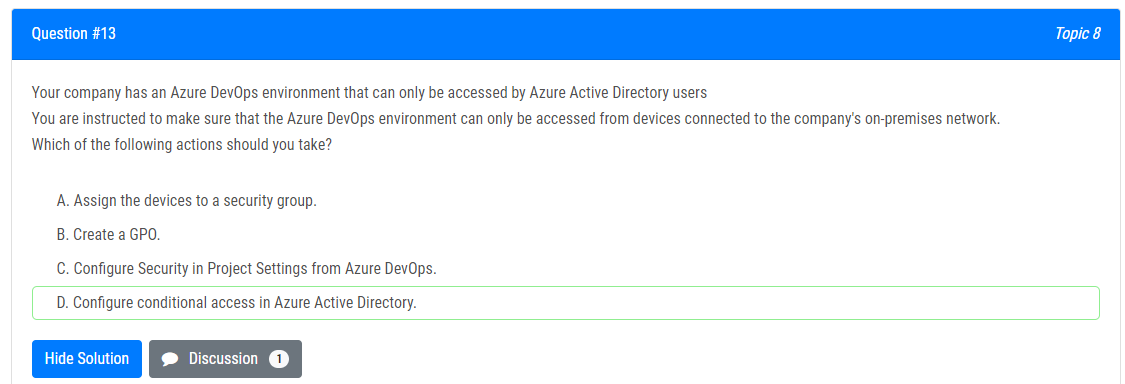 Question #13
Topic 8
Your company has an Azure DevOps environment that can only be accessed by Azure Active Directory users
You are instructed to make sure that the Azure DevOps environment can only be accessed from devices connected to the company's on-premises network.
Which of the following actions should you take?
A. Assign the devices to a security group.
B. Create a GPO.
C. Configure Security in Project Settings from Azure DevOps.
D. Configure conditional access in Azure Active Directory.
Hide Solution
Discussion 1